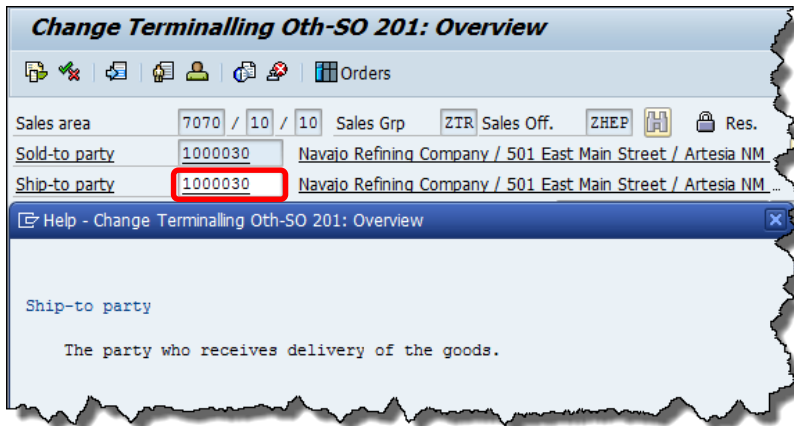 Change Terminalling Oth-SO 201: Overview
Orders
Sales area 7070 / 10 / 10 Sales Grp ZTR Sales Off. ZHEP Res.
Sold-to party 1000030 Navajo Refining Company / 501 East Main Street / Artesia NM
Ship-to party 1000030 Navajo Refining Company / 501 East Main Street / Artesia NM ...
Help - Change Terminalling Oth-SO 201: Overview
Ship-to party
The party who receives delivery of the goods.